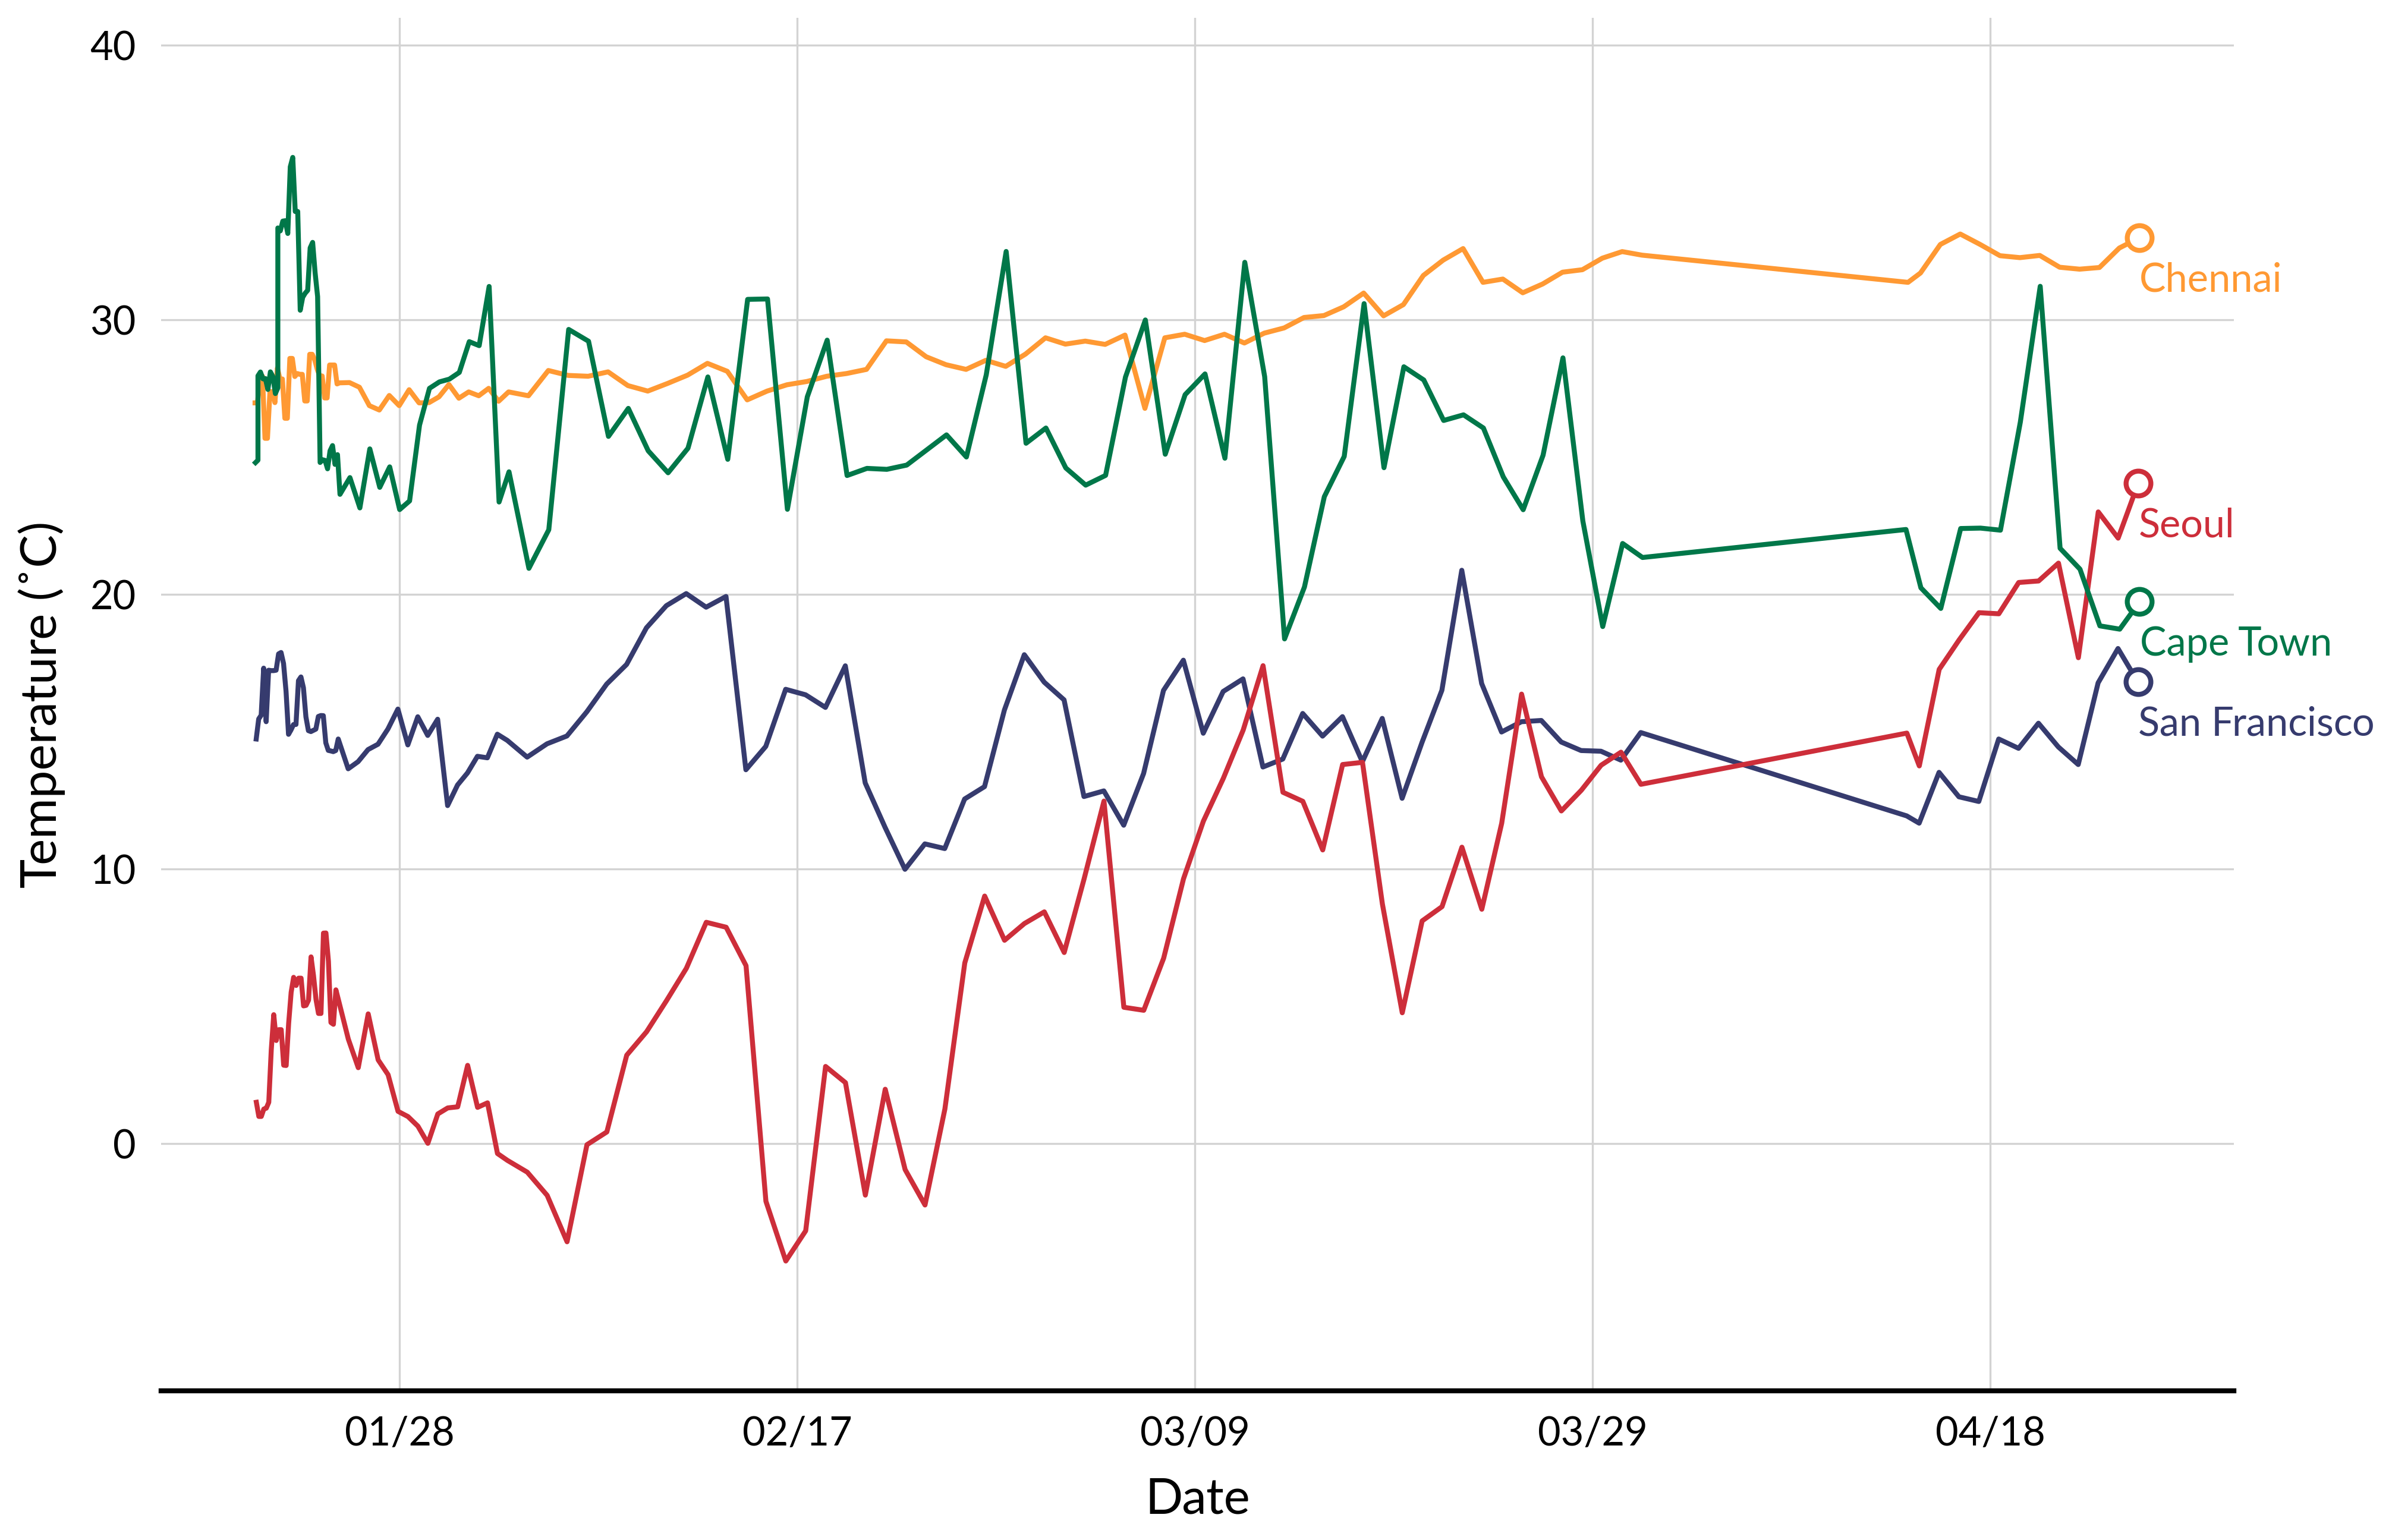 40
30
20
10
0
Temperature (°C)
Chennai
Seoul
Cape Town
San Francisco
01/28 02/17 03/09 03/29 04/18
Date